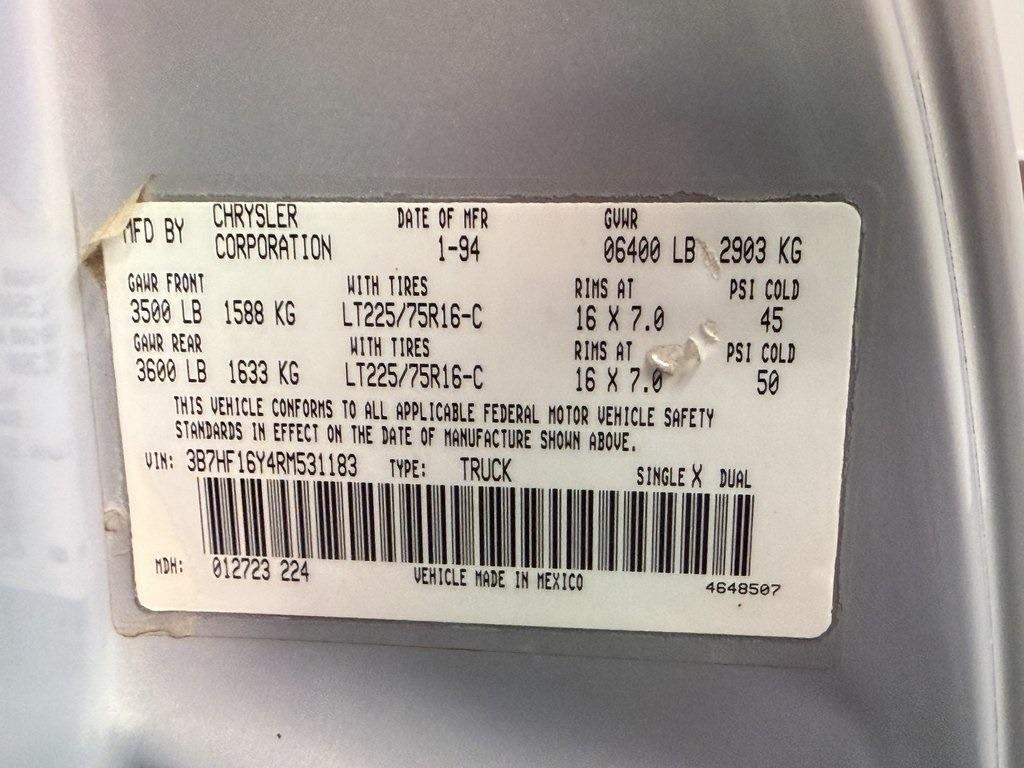 MFD BY CHRYSLER CORPORATION DATE OF MFR 1-94 GVWR 06400 LB 2903 KG
GAWR FRONT WITH TIRES RIMS AT PSI COLD
3500 LB 1588 KG LT225/75R16-C 16 X 7.0 45
GAWR REAR WITH TIRES RIMS AT PSI COLD
3600 LB 1633 KG LT225/75R16-C 16 X 7.0 50
THIS VEHICLE CONFORMS TO ALL APPLICABLE FEDERAL MOTOR VEHICLE SAFETY
STANDARDS IN EFFECT ON THE DATE OF MANUFACTURE SHOWN ABOVE.
VIN: 3B7HF16Y4RM531183 TYPE: TRUCK SINGLE X DUAL
MDH: 012723 224 VEHICLE MADE IN MEXICO 4648507